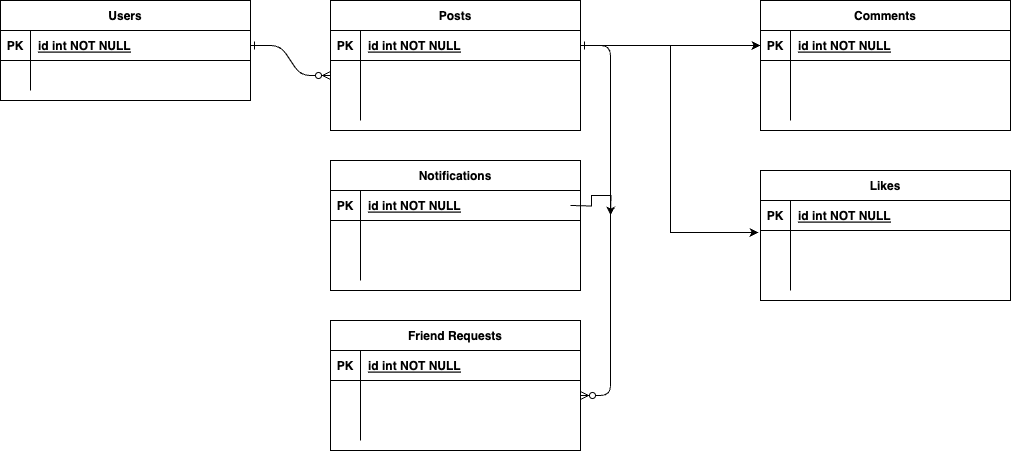 Users
PK id int NOT NULL
Posts
PK id int NOT NULL
Comments
PK id int NOT NULL
Notifications
PK id int NOT NULL
Likes
PK id int NOT NULL
Friend Requests
PK id int NOT NULL